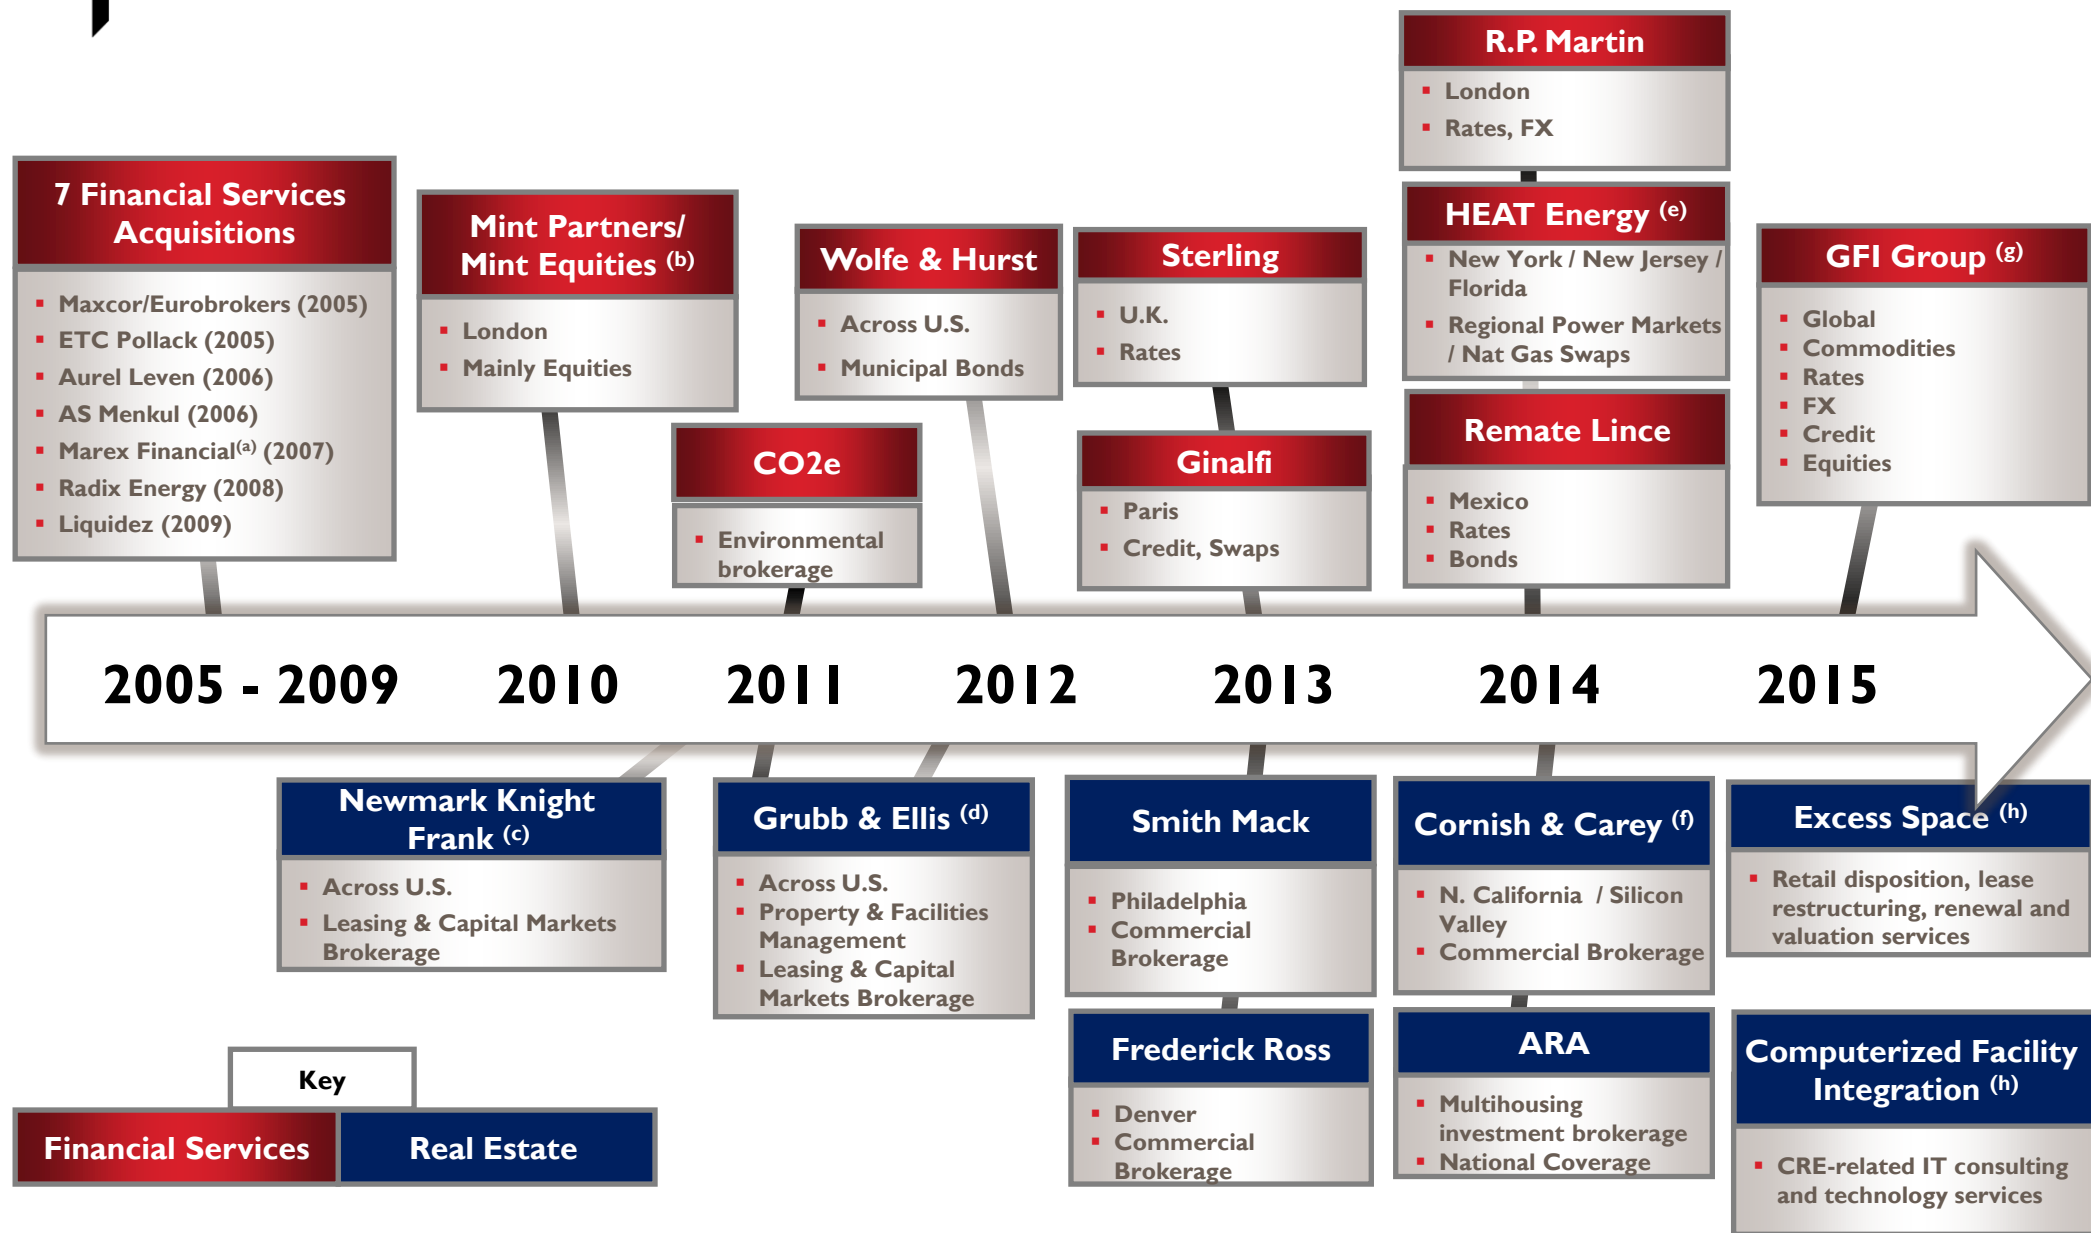 7 Financial Services
Acquisitions
▪ Maxcor/Eurobrokers (2005)
▪ ETC Pollack (2005)
▪ Aurel Leven (2006)
▪ AS Menkul (2006)
▪ Marex Financial(a) (2007)
▪ Radix Energy (2008)
▪ Liquidez (2009)
Mint Partners/
Mint Equities (b)
▪ London
▪ Mainly Equities
CO2e
▪ Environmental
brokerage
Wolfe & Hurst
▪ Across U.S.
▪ Municipal Bonds
Sterling
▪ U.K.
▪ Rates
Ginalfi
▪ Paris
▪ Credit, Swaps
R.P. Martin
▪ London
▪ Rates, FX
HEAT Energy (e)
▪ New York / New Jersey /
Florida
▪ Regional Power Markets
/ Nat Gas Swaps
Remate Lince
▪ Mexico
▪ Rates
▪ Bonds
GFI Group (g)
▪ Global
▪ Commodities
▪ Rates
▪ FX
▪ Credit
▪ Equities
2005 - 2009 2010 2011 2012 2013 2014 2015
Newmark Knight
Frank (c)
▪ Across U.S.
▪ Leasing & Capital Markets
Brokerage
Grubb & Ellis (d)
▪ Across U.S.
▪ Property & Facilities
Management
▪ Leasing & Capital
Markets Brokerage
Smith Mack
▪ Philadelphia
▪ Commercial
Brokerage
Frederick Ross
▪ Denver
▪ Commercial
Brokerage
Cornish & Carey (f)
▪ N. California / Silicon
Valley
▪ Commercial Brokerage
ARA
▪ Multihousing
investment brokerage
▪ National Coverage
Excess Space (h)
▪ Retail disposition, lease
restructuring, renewal and
valuation services
Computerized Facility
Integration (h)
▪ CRE-related IT consulting
and technology services
Key
Financial Services Real Estate